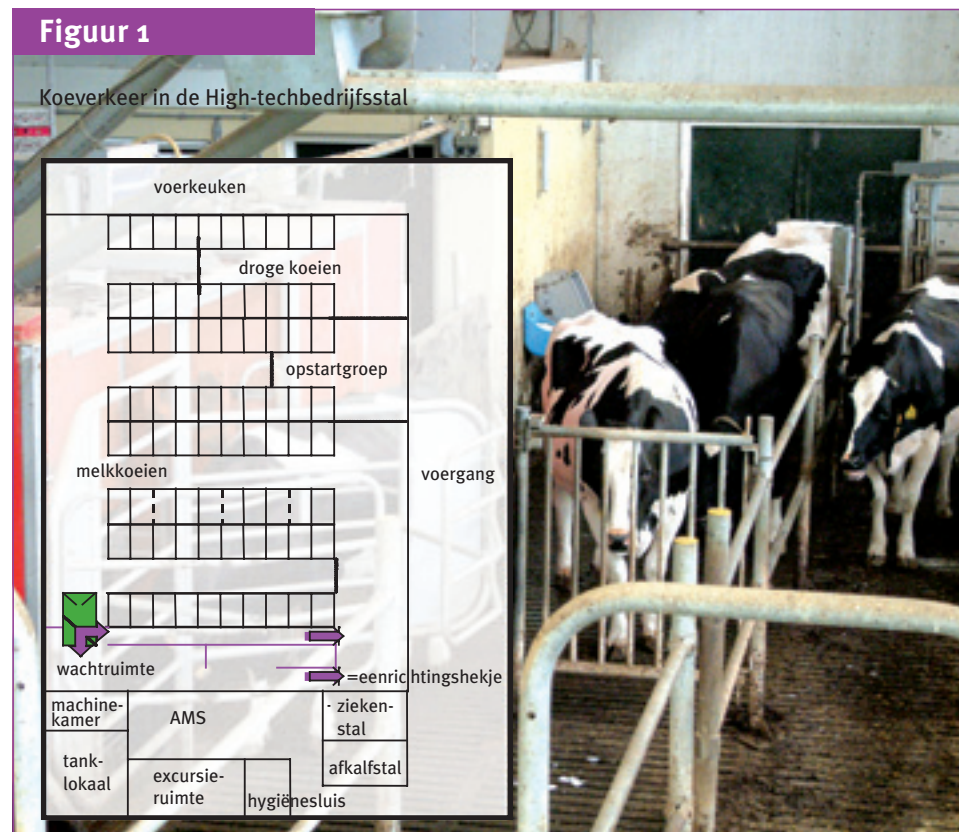 Figuur 1
Koeverkeer in de High-techbedrijfsstal
voerkeuken
droge koeien
opstartgroep
melkkoeien
voergang
wachtruimte
=eenrichtingshekje
machine-
kamer
AMS
zieken-
stal
tank-
lokaal
afkalfstal
excursie-
ruimte
hygiënesluis